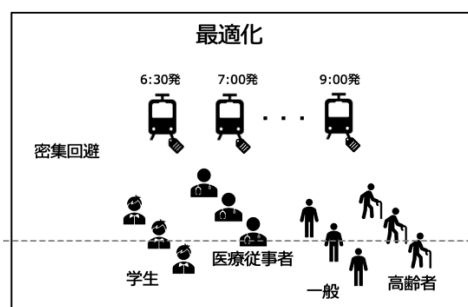 最適化
6:30発 7:00発 9:00発
・・・
密集回避
学生 医療従事者 一般 高齢者